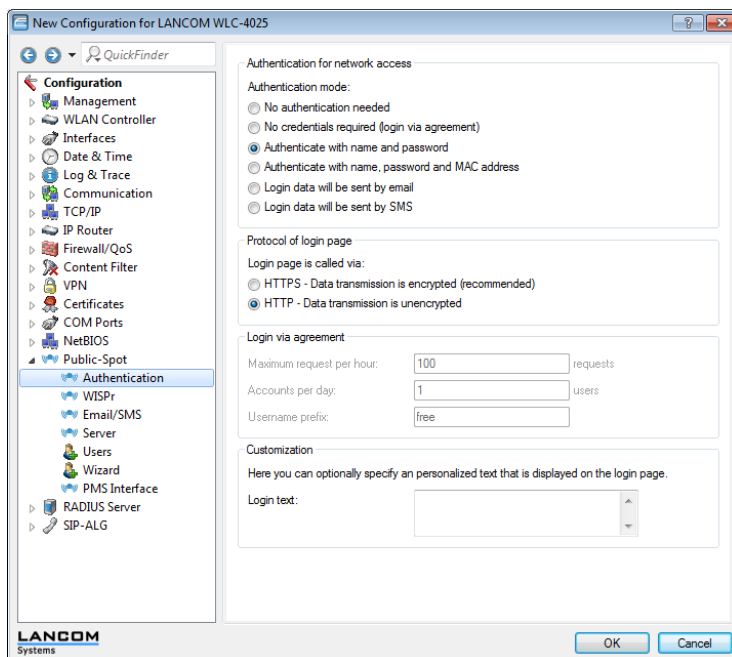 New Configuration for LANCOM WLC-4025
QuickFinder
Configuration
Management
WLAN Controller
Interfaces
Date & Time
Log & Trace
Communication
TCP/IP
IP Router
Firewall/QoS
Content Filter
VPN
Certificates
COM Ports
NetBIOS
Public-Spot
Authentication
WISPr
Email/SMS
Server
Users
Wizard
PMS Interface
RADIUS Server
SIP-ALG
Authentication for network access
Authentication mode:
No authentication needed
No credentials required (login via agreement)
Authenticate with name and password
Authenticate with name, password and MAC address
Login data will be sent by email
Login data will be sent by SMS
Protocol of login page
Login page is called via:
HTTPS - Data transmission is encrypted (recommended)
HTTP - Data transmission is unencrypted
Login via agreement
Maximum request per hour: 100 requests
Accounts per day: 1 users
Username prefix: free
Customization
Here you can optionally specify an personalized text that is displayed on the login page.
Login text:
LANCOM
Systems
OK Cancel